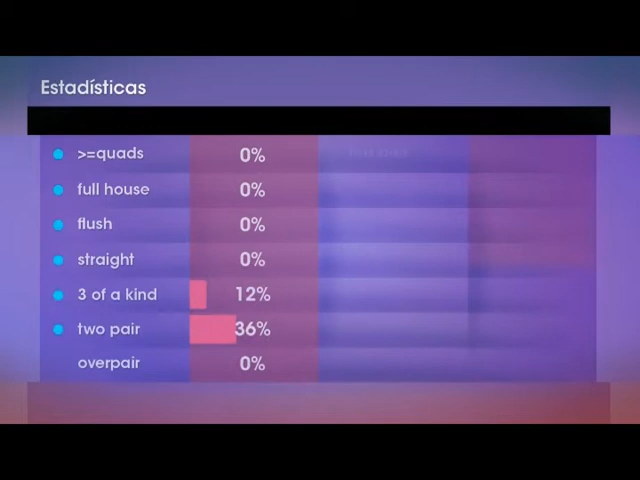 Estadísticas
>=quads 0%
full house 0%
flush 0%
straight 0%
3 of a kind 12%
two pair 36%
overpair 0%